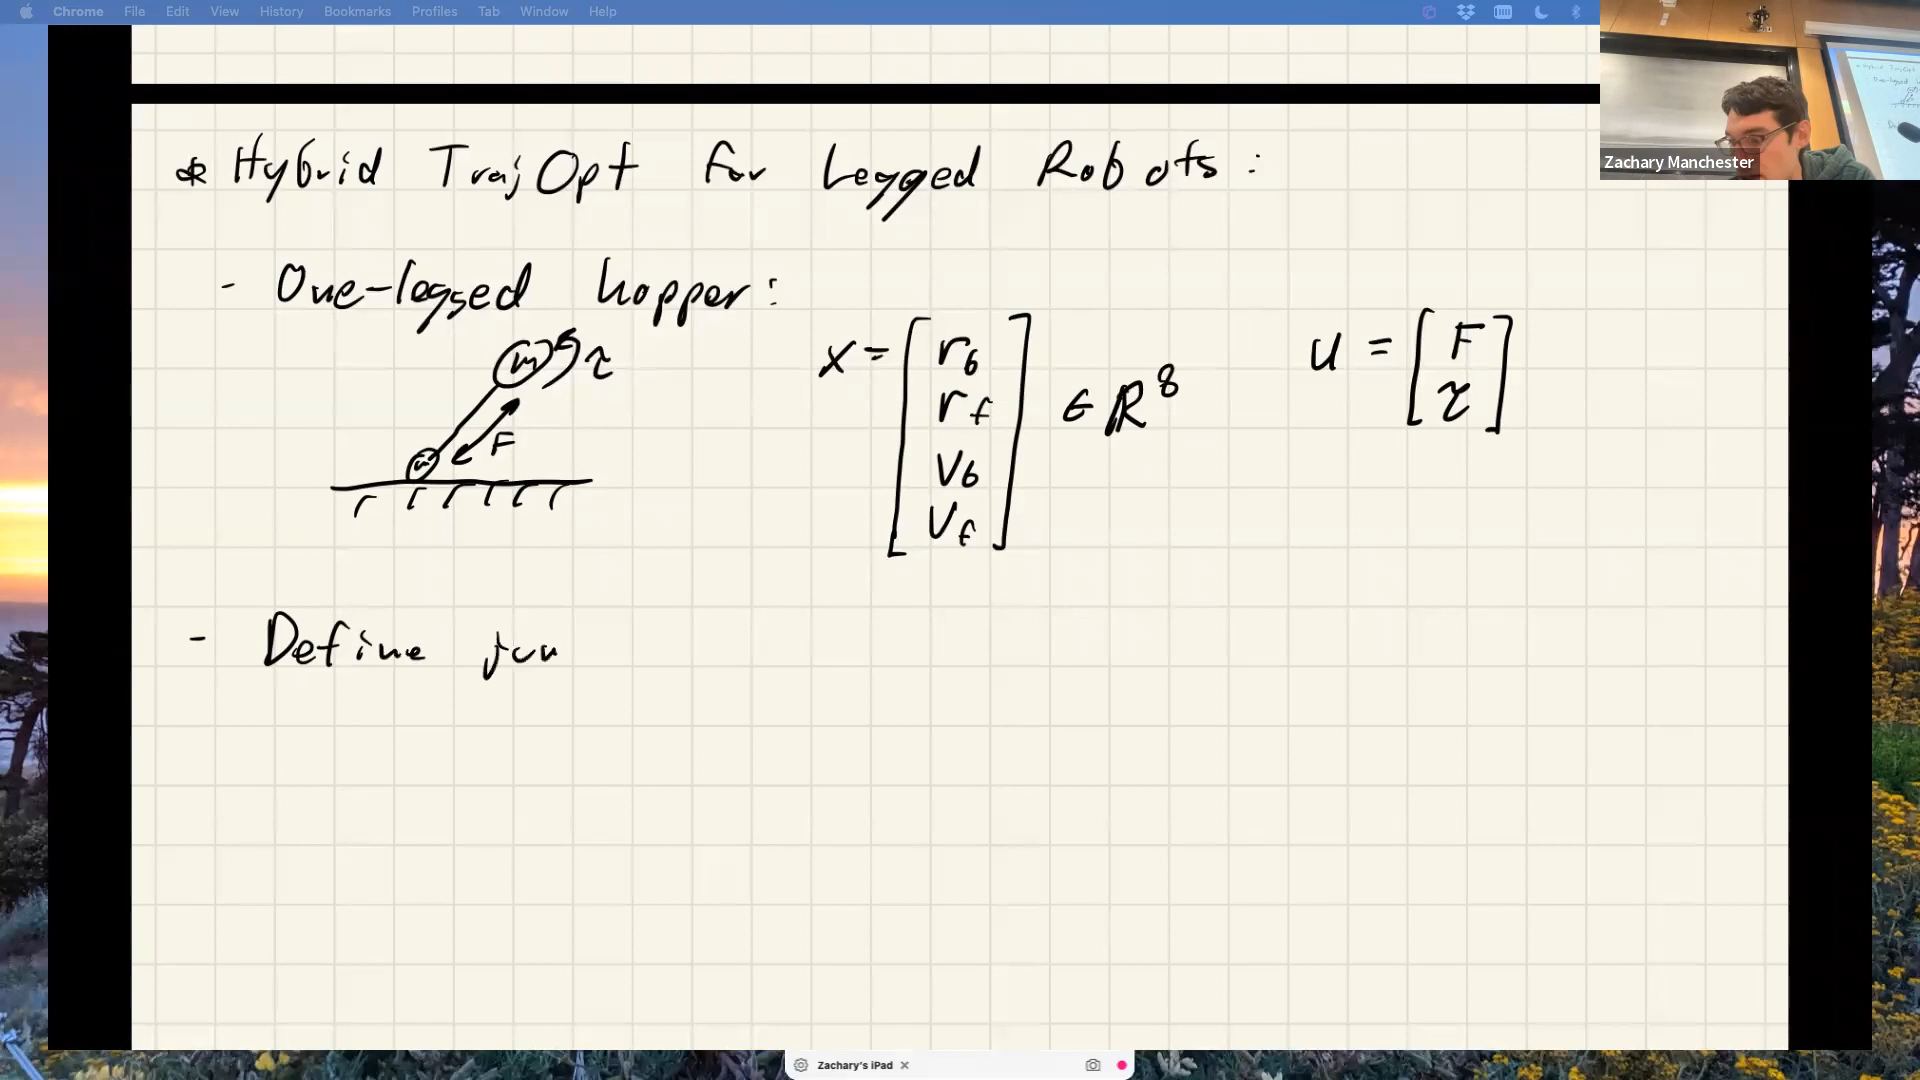 Chrome File Edit View History Bookmarks Profiles Tab Window Help
Zachary Manchester
* Hybrid TrajOpt for Legged Robots:
- One-legged hopper:
m τ
F
m
x = [ r_b r_f v_b v_f ] ∈ ℝ^8
u = [ F τ ]
- Define
Zachary's iPad